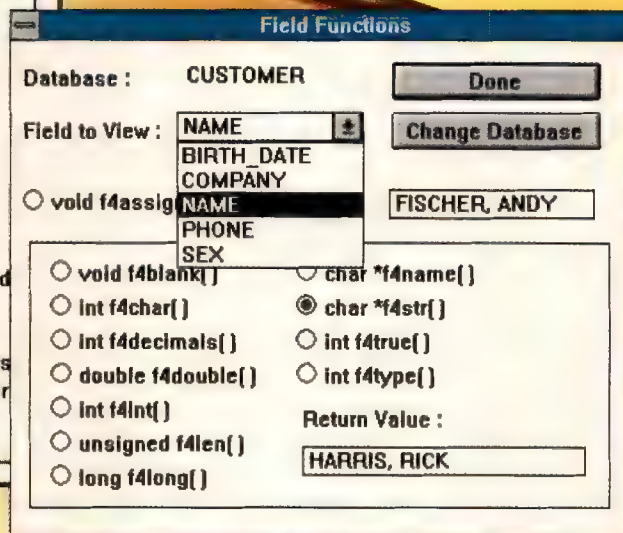 Field Functions
Database : CUSTOMER
Done
Field to View : NAME
Change Database
BIRTH_DATE
COMPANY
NAME
PHONE
SEX
void f4assig
FISCHER, ANDY
void f4blank( )
char *f4name( )
int f4char( )
char *f4str( )
int f4decimals( )
int f4true( )
double f4double( )
int f4type( )
int f4int( )
Return Value :
unsigned f4len( )
HARRIS, RICK
long f4long( )